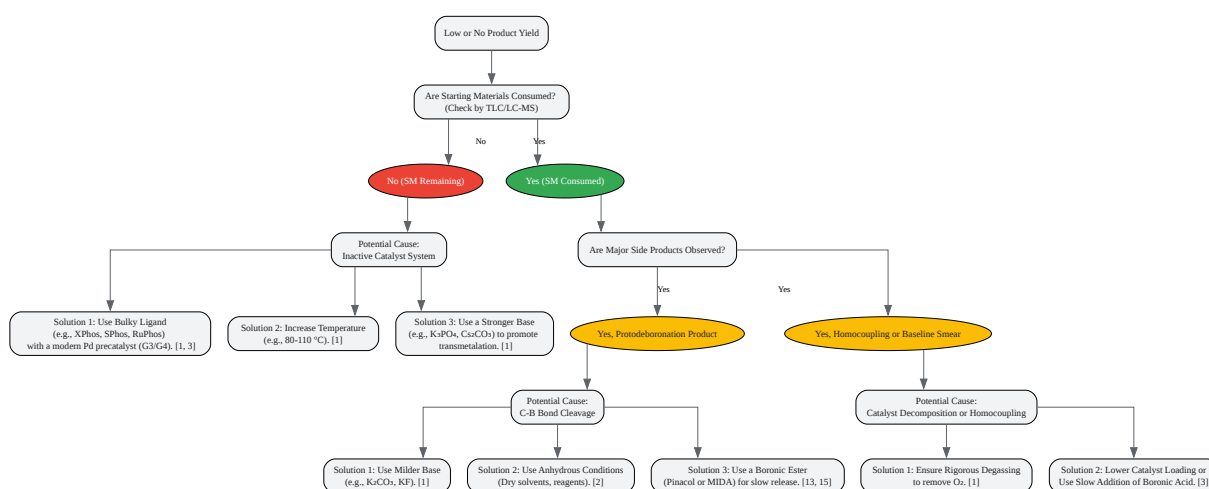 Low or No Product Yield
Are Starting Materials Consumed?
(Check by TLC/LC-MS)
No
Yes
No (SM Remaining)
Yes (SM Consumed)
Potential Cause:
Inactive Catalyst System
Are Major Side Products Observed?
Yes
Yes
Solution 1: Use Bulky Ligand
(e.g., XPhos, SPhos, RuPhos)
with a modern Pd precatalyst (G3/G4). [1, 3]
Solution 2: Increase Temperature
(e.g., 80-110 °C). [1]
Solution 3: Use a Stronger Base
(e.g., K₃PO₄, Cs₂CO₃) to promote
transmetalation. [1]
Yes, Protodeboronation Product
Yes, Homocoupling or Baseline Smear
Potential Cause:
C-B Bond Cleavage
Potential Cause:
Catalyst Decomposition or Homocoupling
Solution 1: Use Milder Base
(e.g., K₂CO₃, KF). [1]
Solution 2: Use Anhydrous Conditions
(Dry solvents, reagents). [2]
Solution 3: Use a Boronic Ester
(Pinacol or MIDA) for slow release. [13, 15]
Solution 1: Ensure Rigorous Degassing
to remove O₂. [1]
Solution 2: Lower Catalyst Loading or
Use Slow Addition of Boronic Acid. [3]